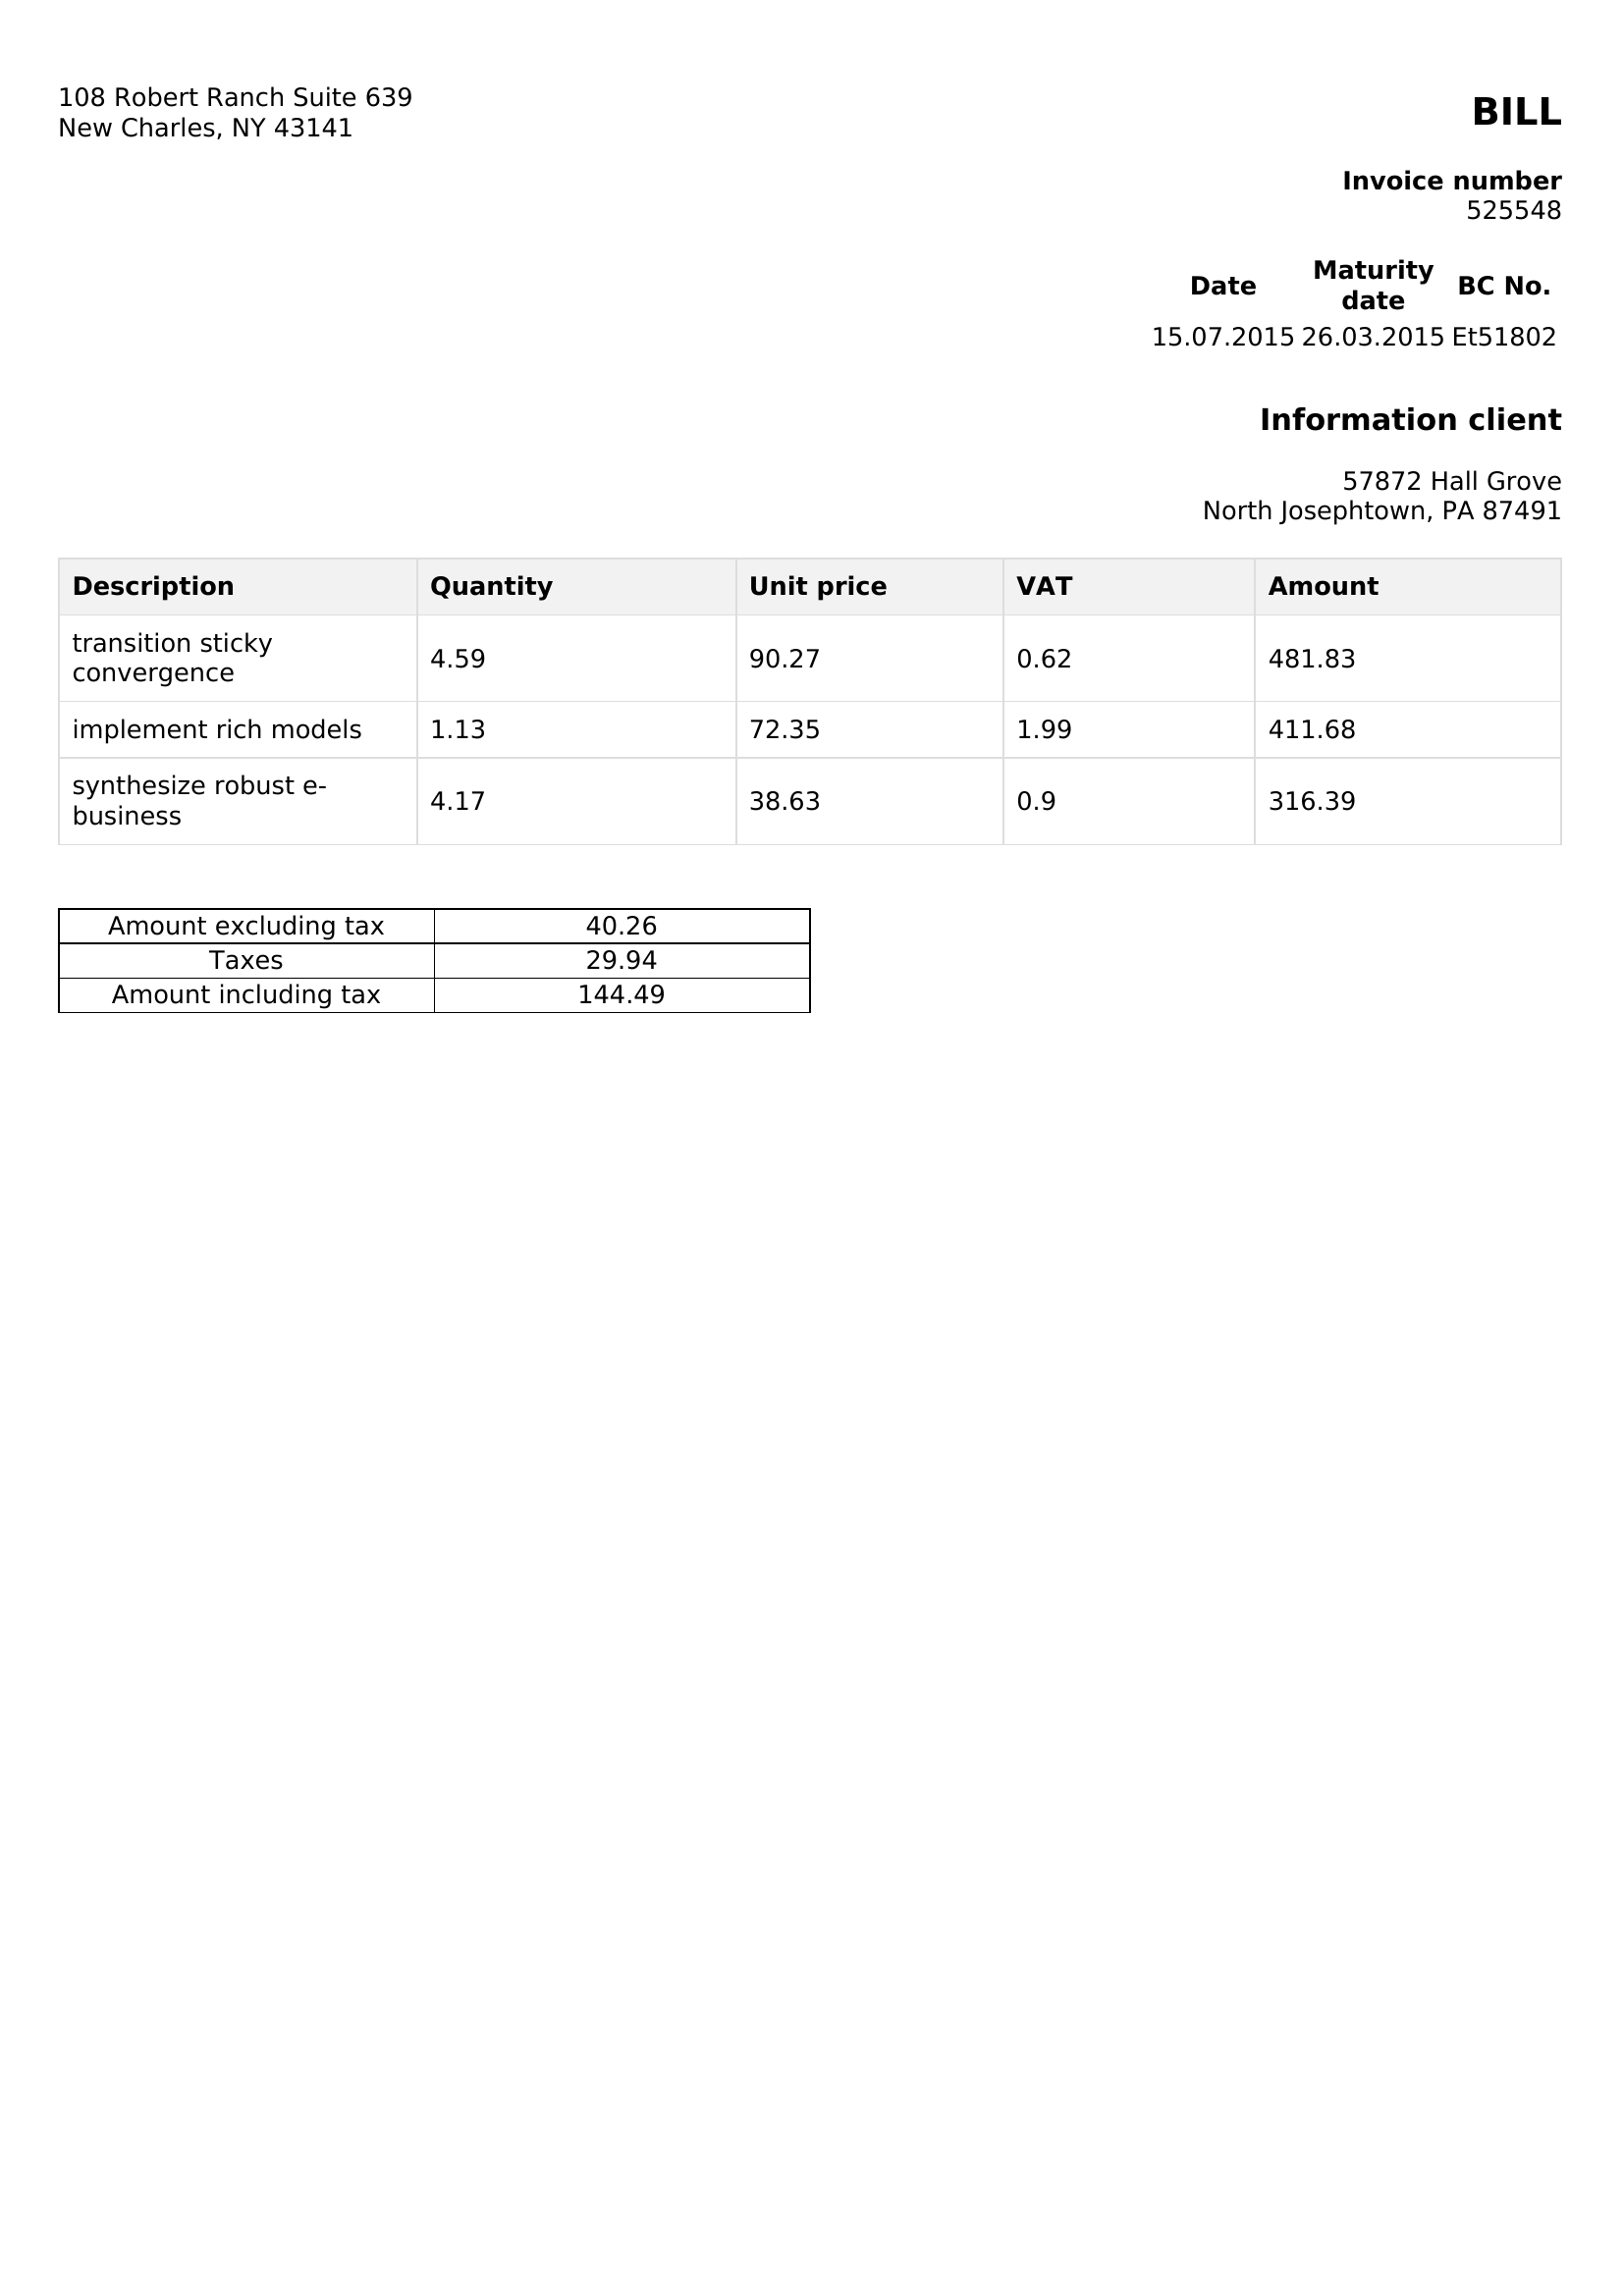 108 Robert Ranch Suite 639
New Charles, NY 43141
BILL
Invoice number
525548
Date Maturity date BC No.
15.07.2015 26.03.2015 Et51802
Information client
57872 Hall Grove
North Josephtown, PA 87491
Description Quantity Unit price VAT Amount
transition sticky
convergence 4.59 90.27 0.62 481.83
implement rich models 1.13 72.35 1.99 411.68
synthesize robust e-
business 4.17 38.63 0.9 316.39
Amount excluding tax 40.26
Taxes 29.94
Amount including tax 144.49